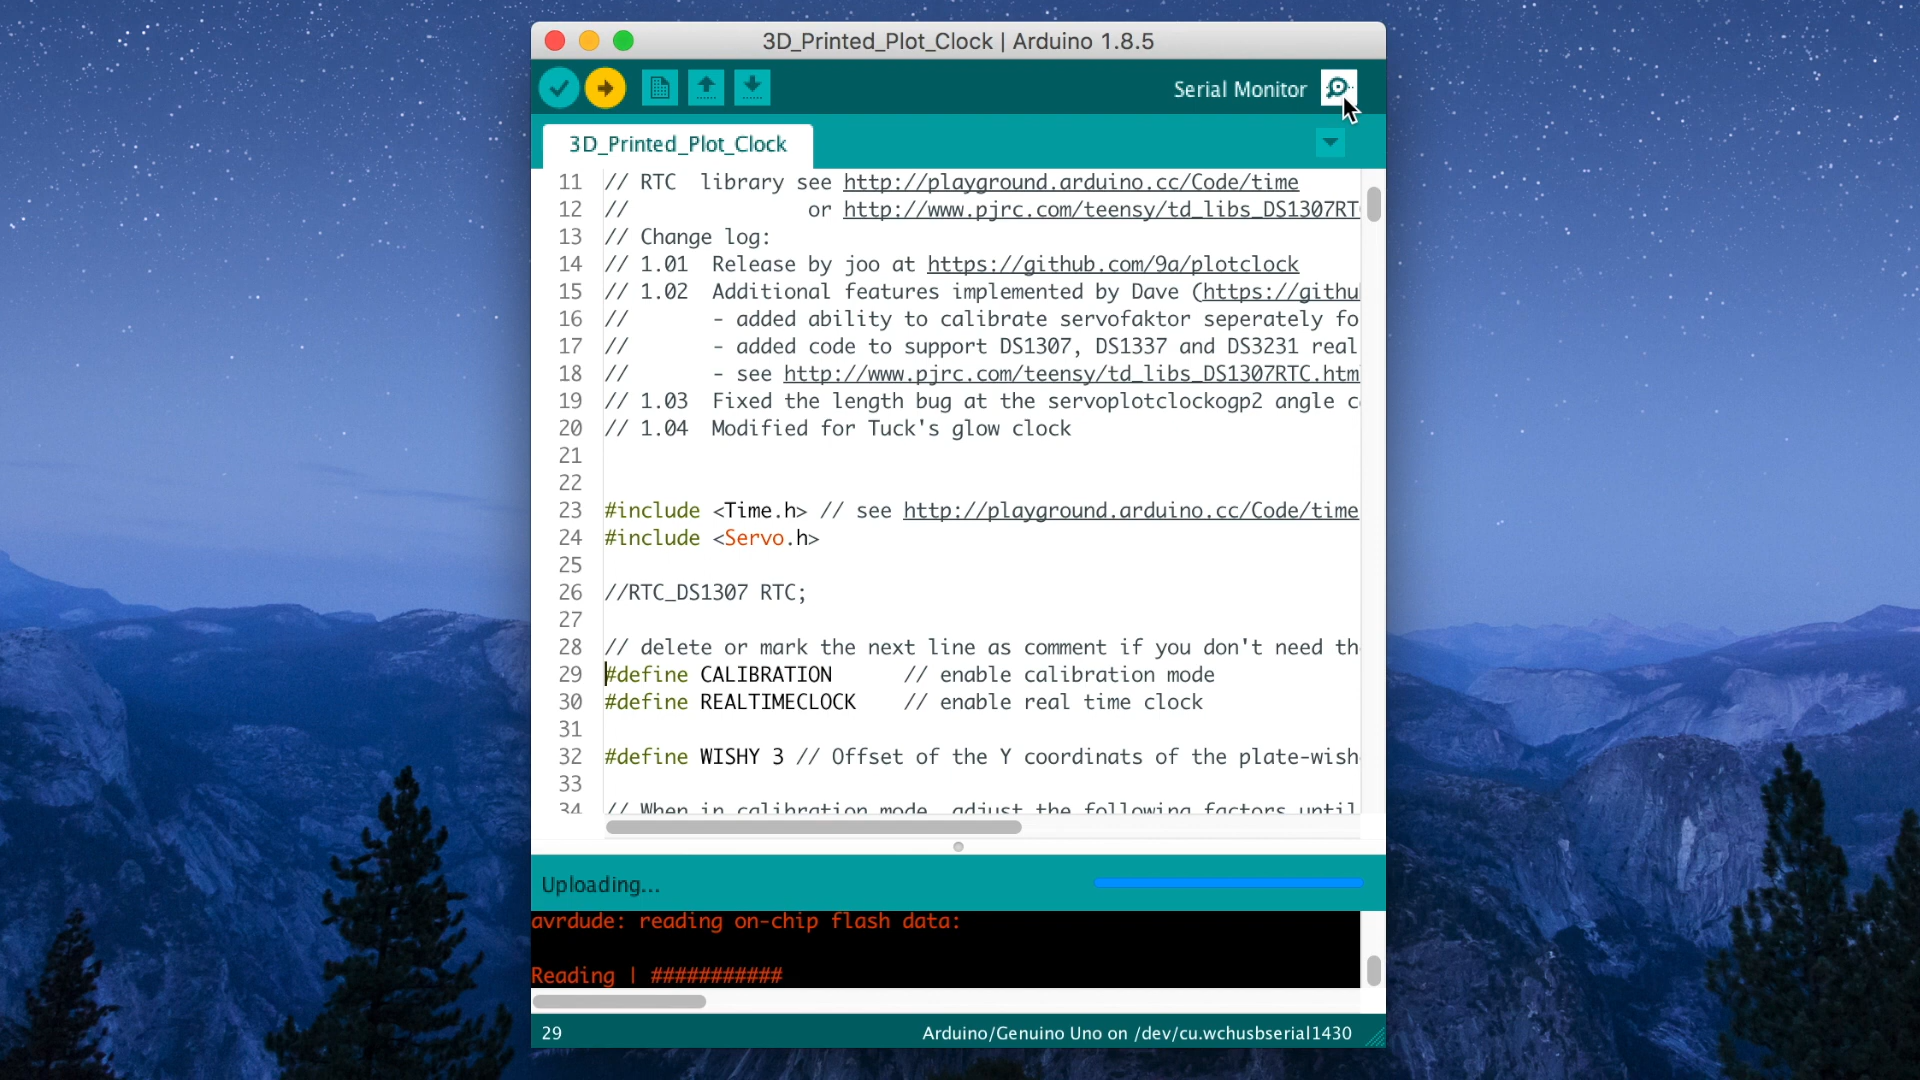 3D_Printed_Plot_Clock | Arduino 1.8.5
Serial Monitor
3D_Printed_Plot_Clock
11 // RTC  library see http://playground.arduino.cc/Code/time
12 //               or http://www.pjrc.com/teensy/td_libs_DS1307RT
13 // Change log:
14 // 1.01  Release by joo at https://github.com/9a/plotclock
15 // 1.02  Additional features implemented by Dave (https://githu
16 //       - added ability to calibrate servofaktor seperately fo
17 //       - added code to support DS1307, DS1337 and DS3231 real
18 //       - see http://www.pjrc.com/teensy/td_libs_DS1307RTC.htm
19 // 1.03  Fixed the length bug at the servoplotclockogp2 angle c
20 // 1.04  Modified for Tuck's glow clock
21
22
23 #include <Time.h> // see http://playground.arduino.cc/Code/time
24 #include <Servo.h>
25
26 //RTC_DS1307 RTC;
27
28 // delete or mark the next line as comment if you don't need th
29 #define CALIBRATION      // enable calibration mode
30 #define REALTIMECLOCK    // enable real time clock
31
32 #define WISHY 3 // Offset of the Y coordinats of the plate-wish
33
34 // When in calibration mode, adjust the following factors until
Uploading...
avrdude: reading on-chip flash data:
Reading | ###########
29
Arduino/Genuino Uno on /dev/cu.wchusbserial1430